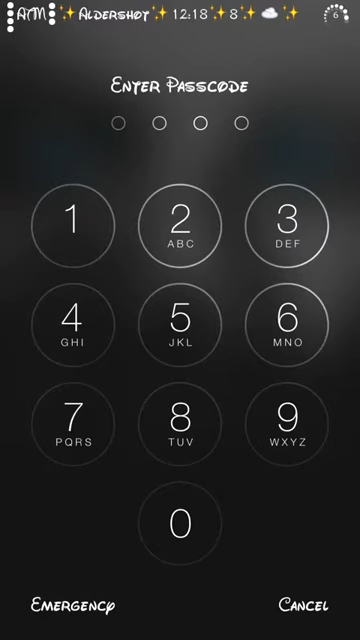 ATM ✨Aldershot✨ 12:18✨8✨☁✨ 6
Enter Passcode
1 2 3
ABC DEF
4 5 6
GHI JKL MNO
7 8 9
PQRS TUV WXYZ
0
Emergency Cancel